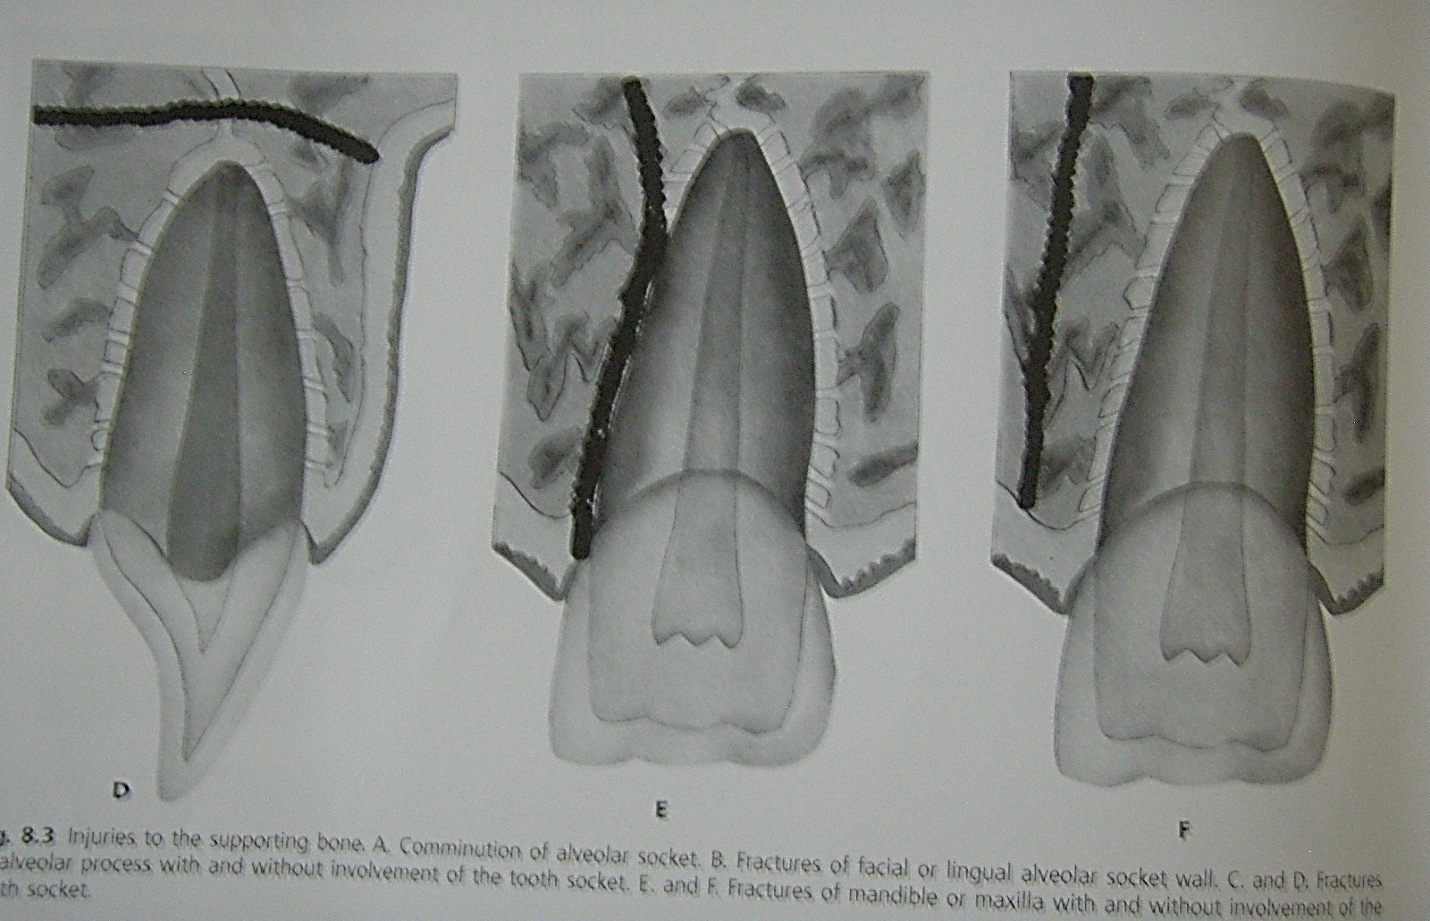 D
E
F
g. 8.3 Injuries to the supporting bone. A. Comminution of alveolar socket. B. Fractures of facial or lingual alveolar socket wall. C. and D. Fractures
alveolar process with and without involvement of the tooth socket. E. and F. Fractures of mandible or maxilla with and without involvement of the
th socket.